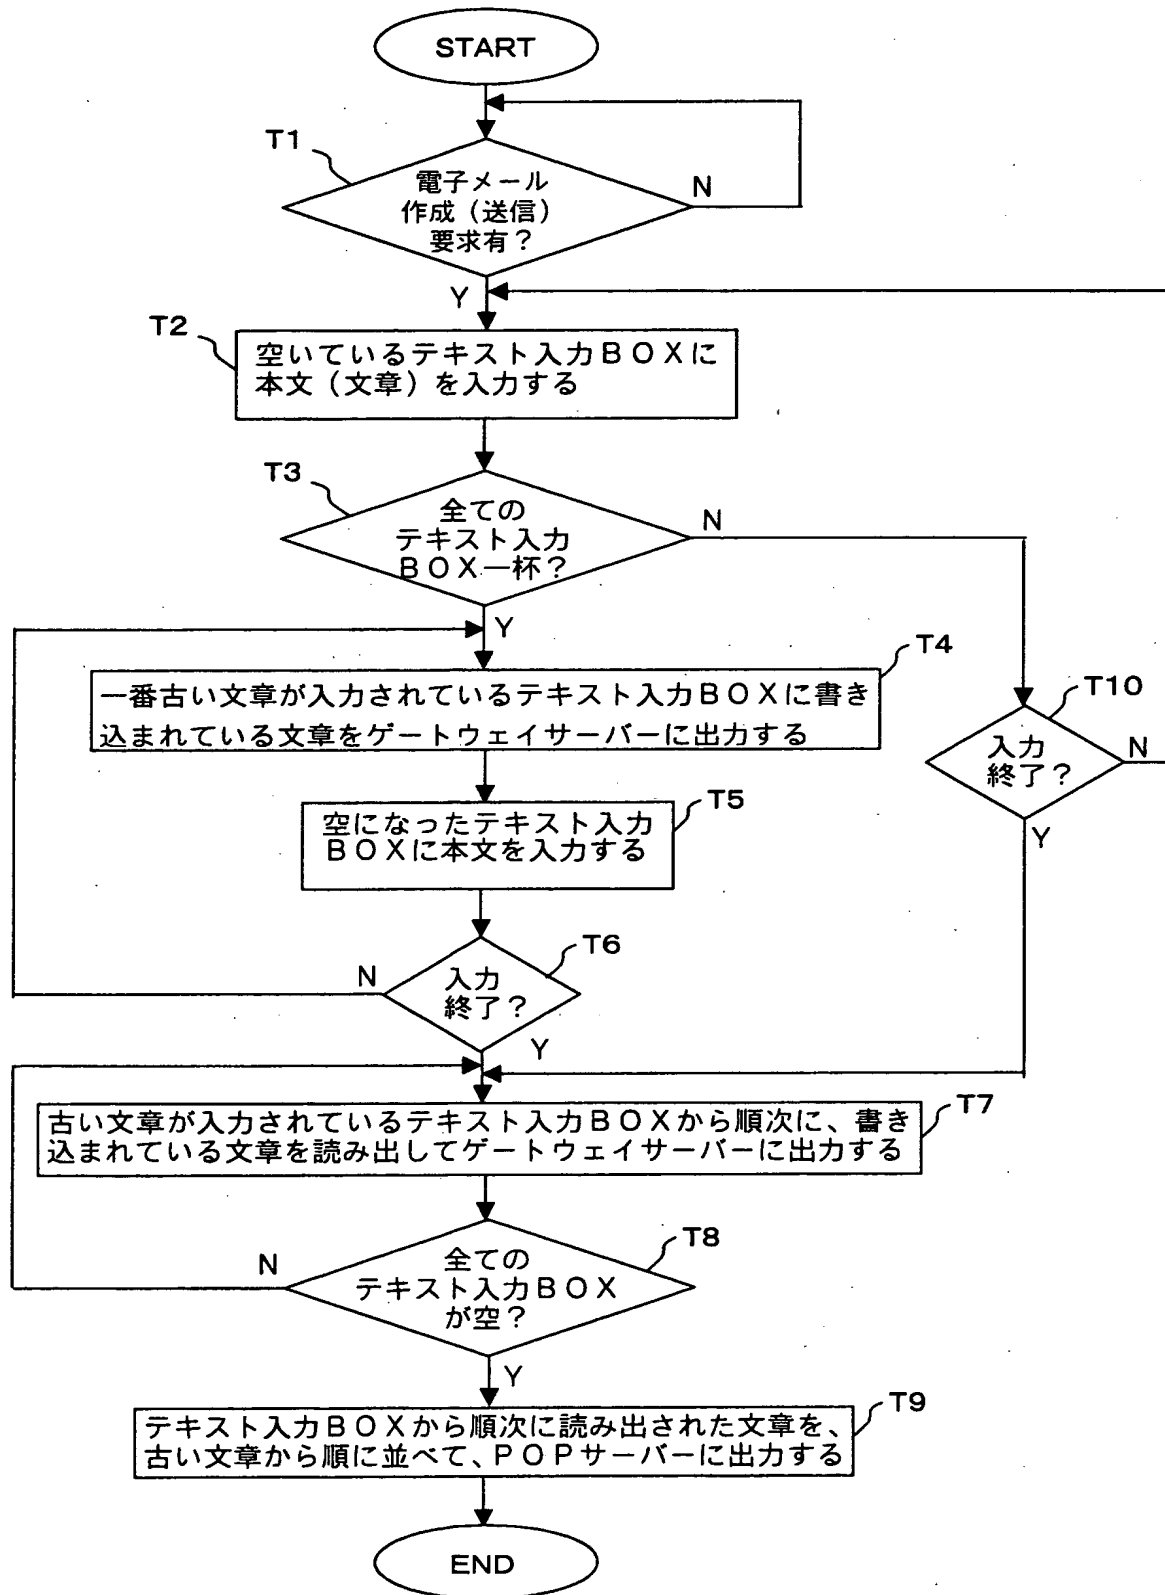 START
T1
電子メール
作成（送信）
要求有？
N
Y
T2
空いているテキスト入力ＢＯＸに
本文（文章）を入力する
T3
全ての
テキスト入力
ＢＯＸ一杯？
N
Y
T4
一番古い文章が入力されているテキスト入力ＢＯＸに書き
込まれている文章をゲートウェイサーバーに出力する
T10
入力
終了？
N
Y
T5
空になったテキスト入力
ＢＯＸに本文を入力する
T6
入力
終了？
N
Y
T7
古い文章が入力されているテキスト入力ＢＯＸから順次に、書き
込まれている文章を読み出してゲートウェイサーバーに出力する
T8
全ての
テキスト入力ＢＯＸ
が空？
N
Y
T9
テキスト入力ＢＯＸから順次に読み出された文章を、
古い文章から順に並べて、ＰＯＰサーバーに出力する
END